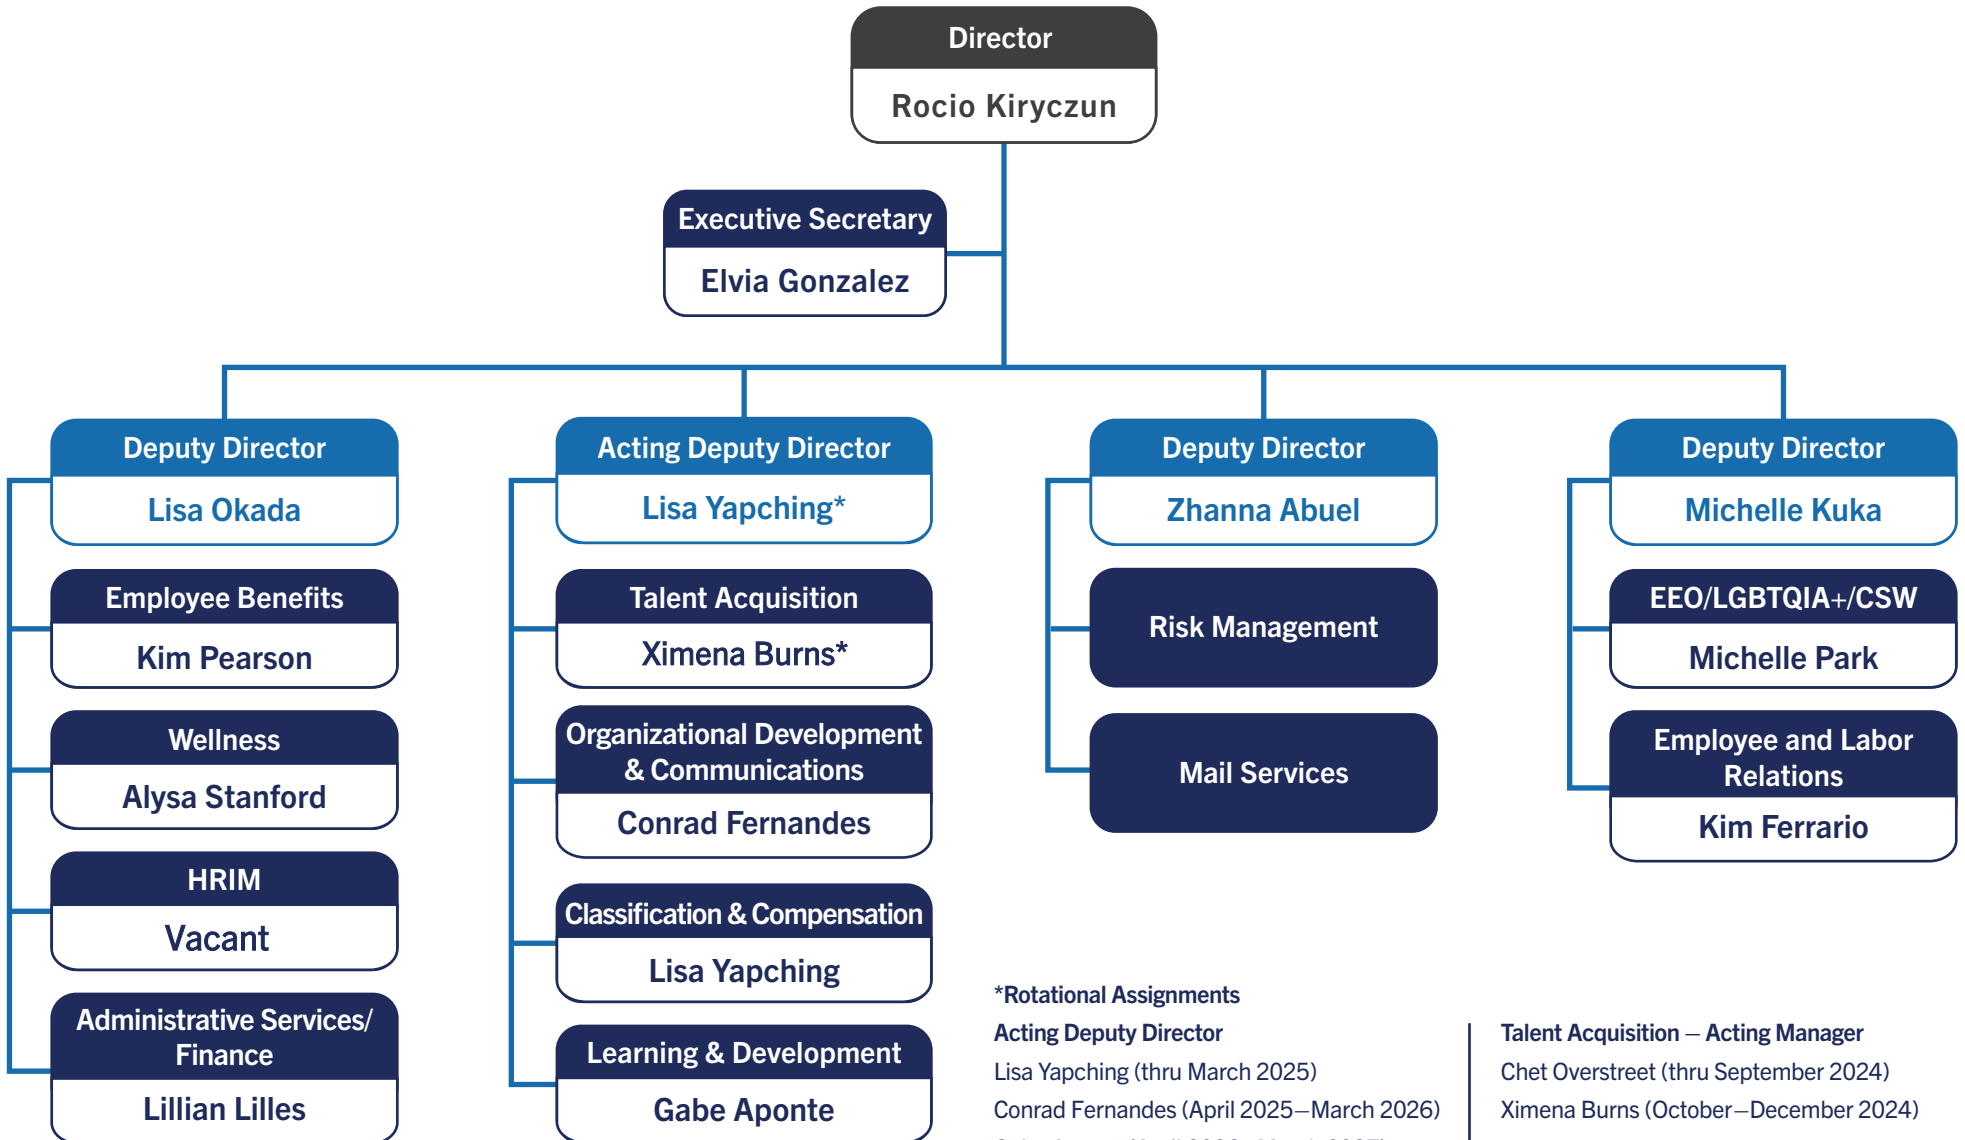 Director
Rocio Kiryczun
Executive Secretary
Elvia Gonzalez
Deputy Director
Lisa Okada
Employee Benefits
Kim Pearson
Wellness
Alysa Stanford
HRIM
Vacant
Administrative Services/
Finance
Lillian Lilles
Acting Deputy Director
Lisa Yapching*
Talent Acquisition
Ximena Burns*
Organizational Development
& Communications
Conrad Fernandes
Classification & Compensation
Lisa Yapching
Learning & Development
Gabe Aponte
Deputy Director
Zhanna Abuel
Risk Management
Mail Services
Deputy Director
Michelle Kuka
EEO/LGBTQIA+/CSW
Michelle Park
Employee and Labor
Relations
Kim Ferrario
*Rotational Assignments
Acting Deputy Director
Lisa Yapching (thru March 2025)
Conrad Fernandes (April 2025–March 2026)
Talent Acquisition – Acting Manager
Chet Overstreet (thru September 2024)
Ximena Burns (October–December 2024)